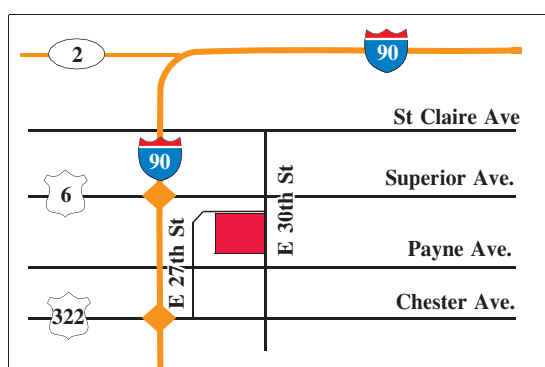 2
90
St Claire Ave
90
Superior Ave.
6
E 30th St
E 27th St
Payne Ave.
Chester Ave.
322